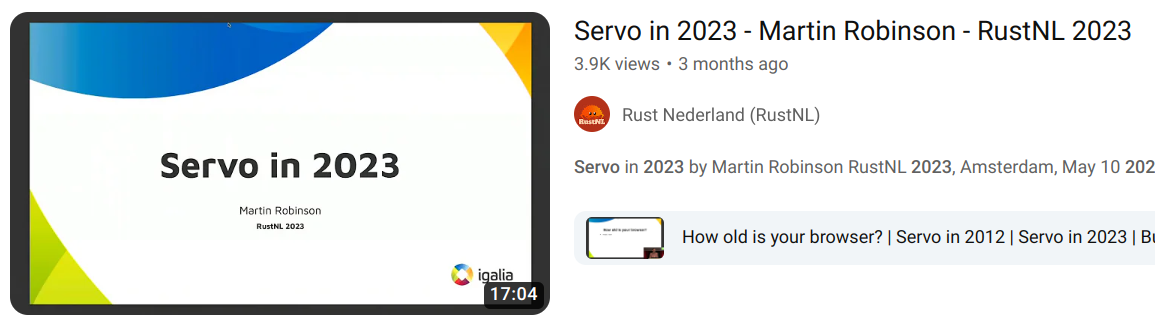 Servo in 2023
Martin Robinson
RustNL 2023
igalia
17:04
Servo in 2023 - Martin Robinson - RustNL 2023
3.9K views • 3 months ago
RustNL
Rust Nederland (RustNL)
Servo in 2023 by Martin Robinson RustNL 2023, Amsterdam, May 10 202
How old is your browser?
How old is your browser? | Servo in 2012 | Servo in 2023 | Bu